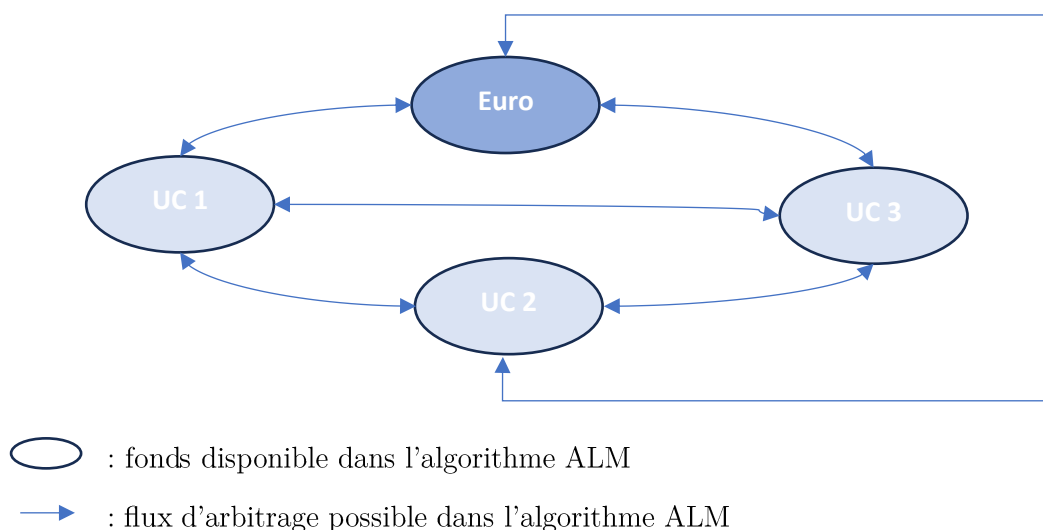 Euro
UC 1
UC 3
UC 2
: fonds disponible dans l'algorithme ALM
: flux d'arbitrage possible dans l'algorithme ALM